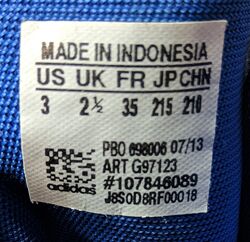 MADE IN INDONESIA
US UK FR JP CHN
3 2½ 35 215 210
PBO 698006 07/13
ART G97123
#107846089
adidas
J8S0D8RF00018